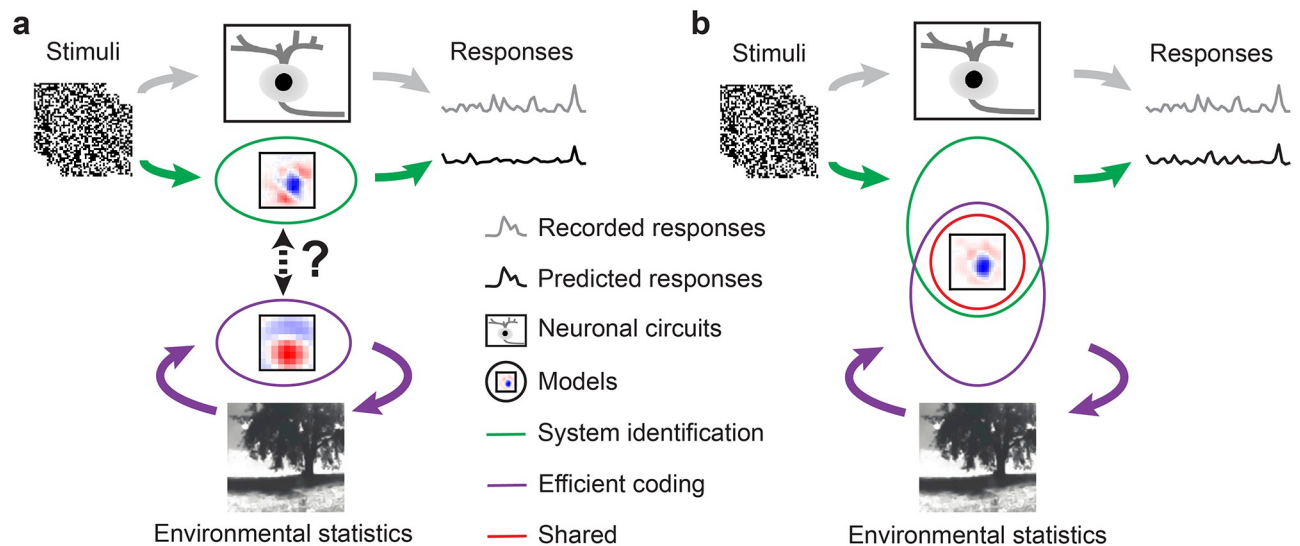 a
Stimuli
Responses
?
Environmental statistics
Recorded responses
Predicted responses
Neuronal circuits
Models
System identification
Efficient coding
Shared
b
Stimuli
Responses
Environmental statistics